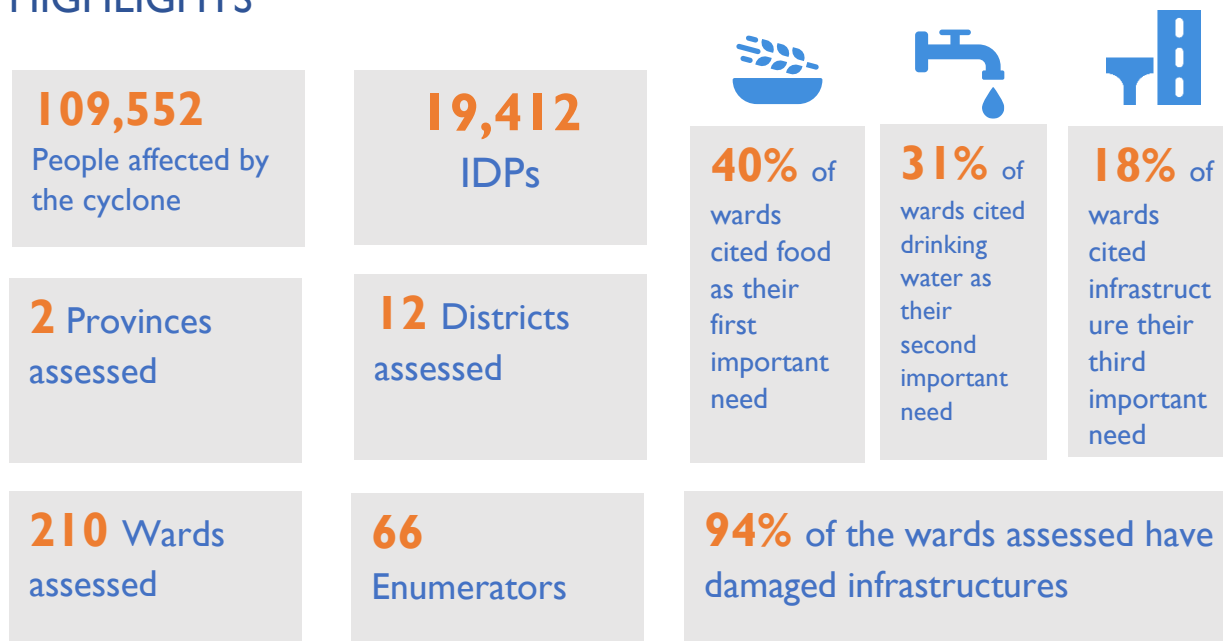 HIGHLIGHTS
109,552
People affected by
the cyclone
19,412
IDPs
40% of
wards
cited food
as their
first
important
need
31% of
wards cited
drinking
water as
their
second
important
need
18% of
wards
cited
infrastruct
ure their
third
important
need
2 Provinces
assessed
12 Districts
assessed
210 Wards
assessed
66
Enumerators
94% of the wards assessed have
damaged infrastructures